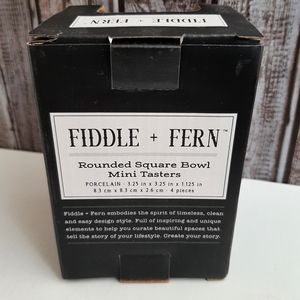 FIDDLE + FERN
FIDDLE + FERN™
Rounded Square Bowl
Mini Tasters
PORCELAIN - 3.25 in x 3.25 in x 1.125 in
8.3 cm x 8.3 cm x 2.6 cm - 4 pieces
Fiddle + Fern embodies the spirit of timeless, clean
and easy design style. Full of inspiring and unique
elements to help you curate beautiful spaces that
tell the story of your lifestyle. Create your story.